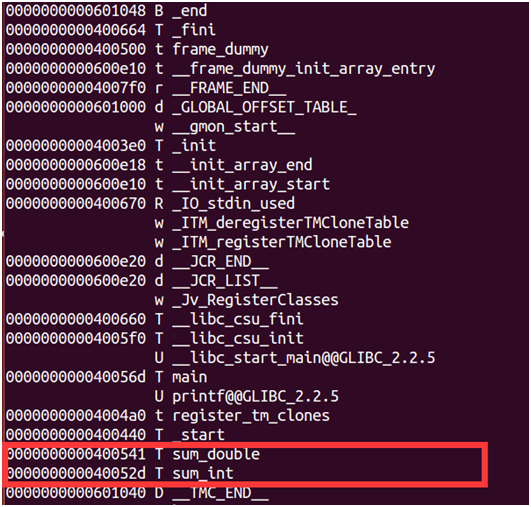 0000000000601048 B _end
0000000000400664 T _fini
0000000000400500 t frame_dummy
0000000000600e10 t __frame_dummy_init_array_entry
00000000004007f0 r __FRAME_END__
0000000000601000 d _GLOBAL_OFFSET_TABLE_
w __gmon_start__
00000000004003e0 T _init
0000000000600e18 t __init_array_end
0000000000600e10 t __init_array_start
0000000000400670 R _IO_stdin_used
w _ITM_deregisterTMCloneTable
w _ITM_registerTMCloneTable
0000000000600e20 d __JCR_END__
0000000000600e20 d __JCR_LIST__
w _Jv_RegisterClasses
0000000000400660 T __libc_csu_fini
00000000004005f0 T __libc_csu_init
U __libc_start_main@@GLIBC_2.2.5
000000000040056d T main
U printf@@GLIBC_2.2.5
00000000004004a0 t register_tm_clones
0000000000400440 T _start
0000000000400541 T sum_double
000000000040052d T sum_int
0000000000601040 D __TMC_END__